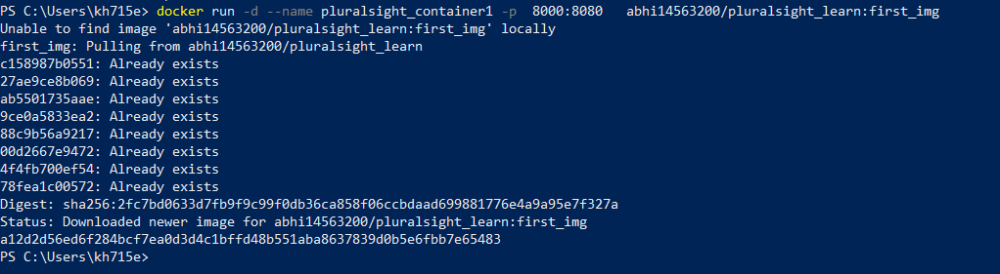 PS C:\Users\kh715e> docker run -d --name pluralsight_container1 -p 8000:8080 abhi14563200/pluralsight_learn:first_img
Unable to find image 'abhi14563200/pluralsight_learn:first_img' locally
first_img: Pulling from abhi14563200/pluralsight_learn
c158987b0551: Already exists
27ae9ce8b069: Already exists
ab5501735aae: Already exists
9ce0a5833ea2: Already exists
88c9b56a9217: Already exists
00d2667e9472: Already exists
4f4fb700ef54: Already exists
78fea1c00572: Already exists
Digest: sha256:2fc7bd0633d7fb9f9c99f0db36ca858f06ccbdaad699881776e4a9a95e7f327a
Status: Downloaded newer image for abhi14563200/pluralsight_learn:first_img
a12d2d56ed6f284bcf7ea0d3d4c1bffd48b551aba8637839d0b5e6fbb7e65483
PS C:\Users\kh715e>